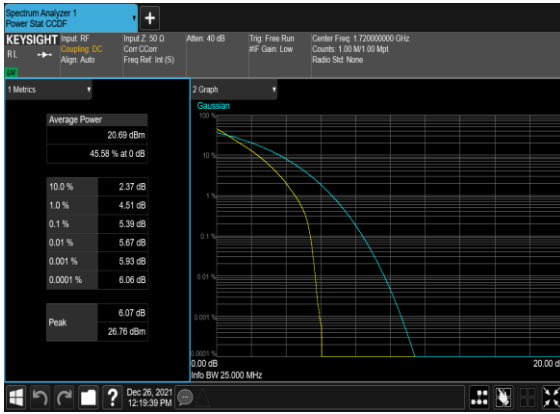 Spectrum Analyzer 1
Power Stat CCDF
KEYSIGHT
RL
Input: RF
Coupling: DC
Align: Auto
Input Z: 50 Ω
Corr CCorr
Freq Ref: Int (S)
Atten: 40 dB
Trig: Free Run
#IF Gain: Low
Center Freq: 1.720000000 GHz
Counts: 1.00 M/1.00 Mpt
Radio Std: None
1 Metrics
Average Power
20.69 dBm
45.58 % at 0 dB
10.0 % 2.37 dB
1.0 % 4.51 dB
0.1 % 5.39 dB
0.01 % 5.67 dB
0.001 % 5.93 dB
0.0001 % 6.06 dB
Peak
6.07 dB
26.76 dBm
2 Graph
Gaussian
100 %
10 %
1 %
0.1 %
0.01 %
0.001 %
0.0001 %
0.00 dB
20.00 d
Info BW 25.000 MHz
?
Dec 26, 2021
12:19:39 PM